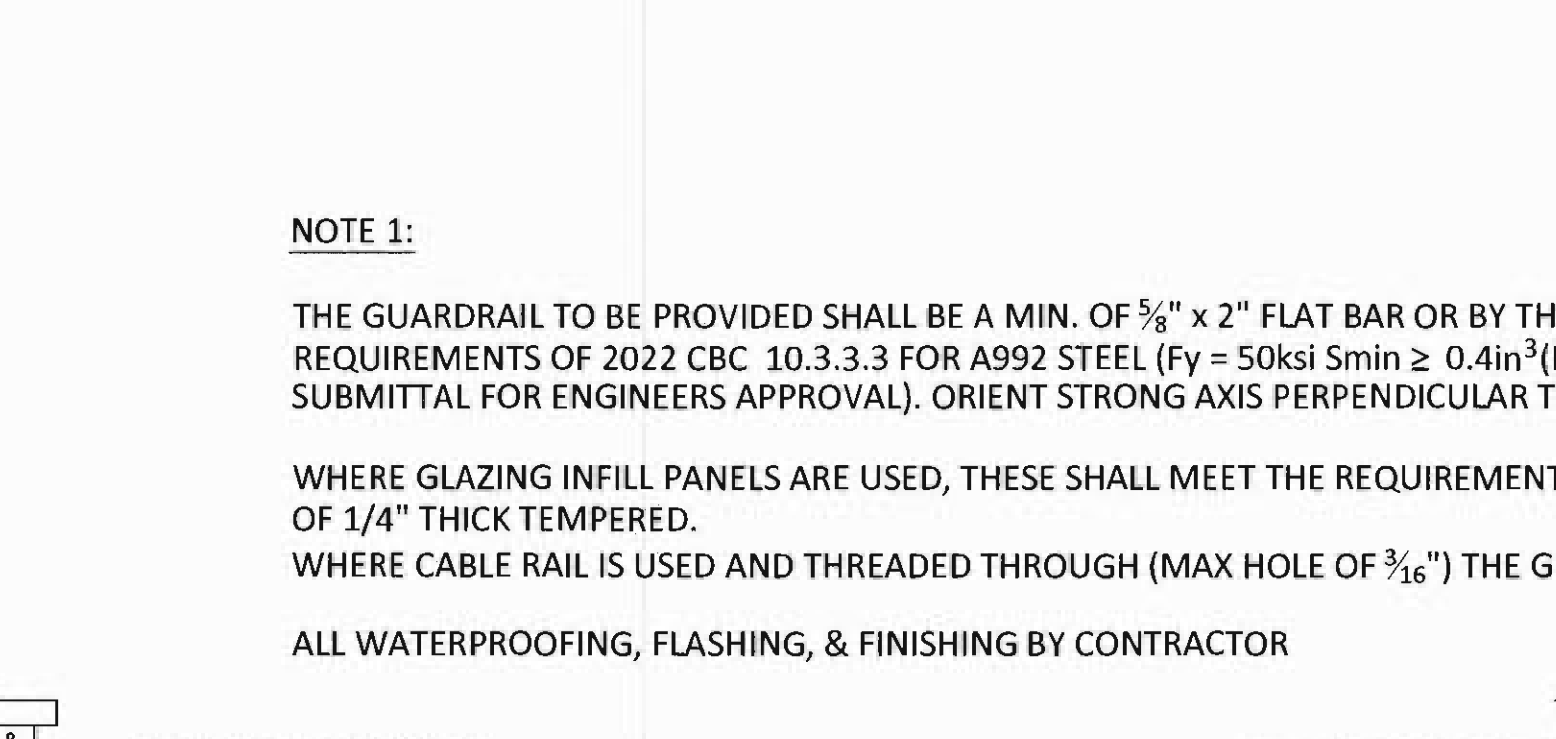 NOTE 1:
THE GUARDRAIL TO BE PROVIDED SHALL BE A MIN. OF ⅝" x 2" FLAT BAR OR BY TH
REQUIREMENTS OF 2022 CBC 10.3.3.3 FOR A992 STEEL (Fy = 50ksi Smin ≥ 0.4in³(
SUBMITTAL FOR ENGINEERS APPROVAL). ORIENT STRONG AXIS PERPENDICULAR T
WHERE GLAZING INFILL PANELS ARE USED, THESE SHALL MEET THE REQUIREMENT
OF 1/4" THICK TEMPERED.
WHERE CABLE RAIL IS USED AND THREADED THROUGH (MAX HOLE OF 3⁄16") THE G
ALL WATERPROOFING, FLASHING, & FINISHING BY CONTRACTOR